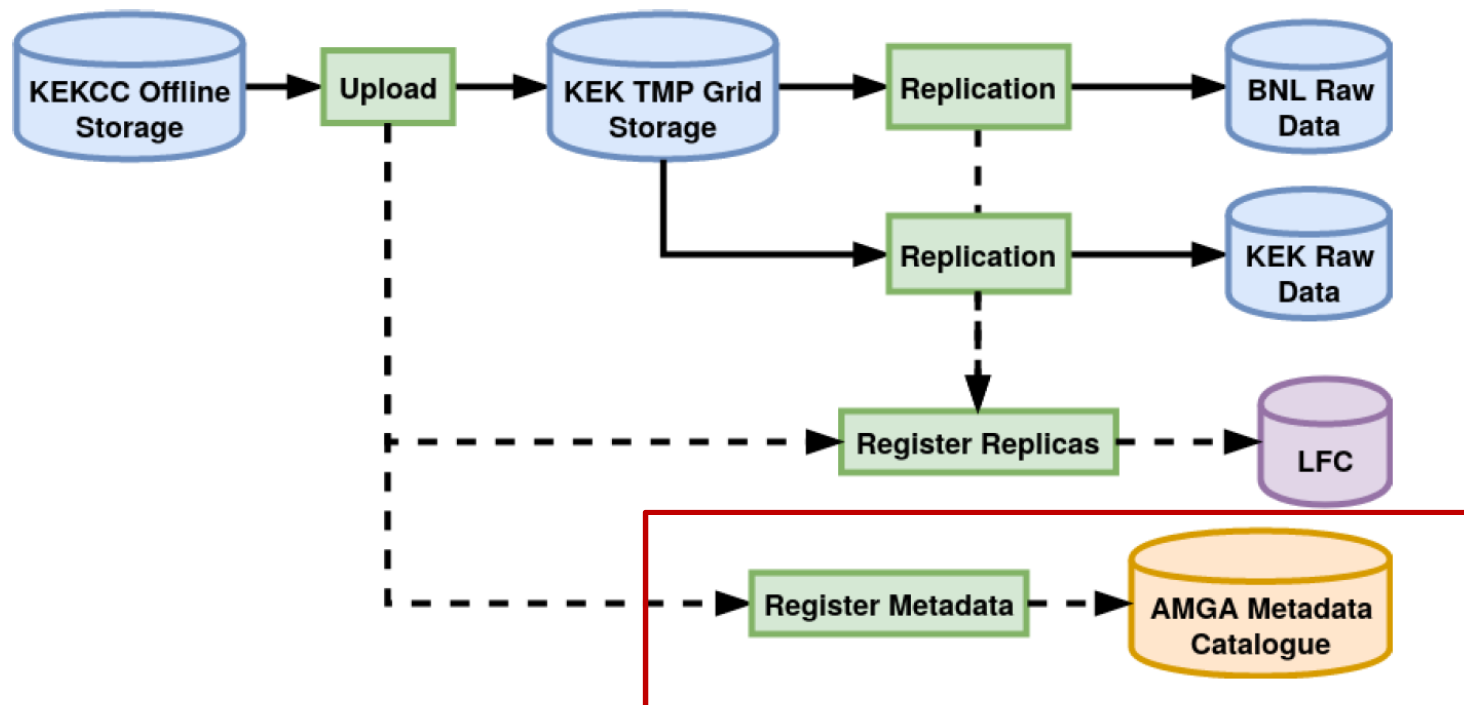 KEKCC Offline
Storage
Upload
KEK TMP Grid
Storage
Replication
BNL Raw
Data
Replication
KEK Raw
Data
Register Replicas
LFC
Register Metadata
AMGA Metadata
Catalogue